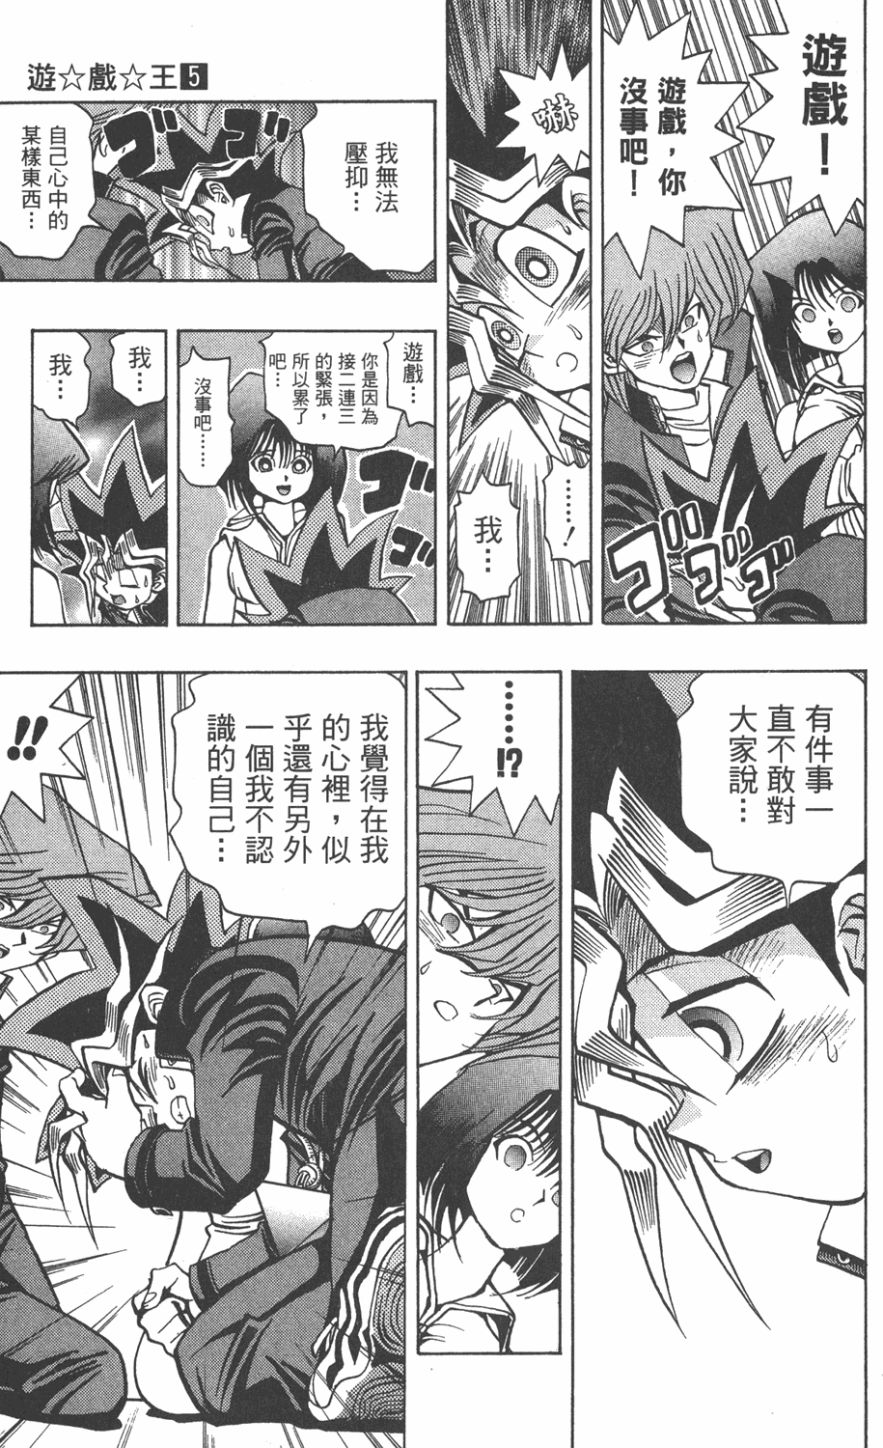 遊☆戲☆王5
遊戲！
遊戲，你
沒事吧！
嚇
……！
我…
我無法
壓抑…
自己心中的
某樣東西…
ゴゴゴ
ゴゴ
遊戲…
你是因為
接二連三
的緊張，
所以累了
吧…
沒事吧……
ゴゴ
我…
我…
有件事一
直不敢對
大家說…
……!?
我覺得在我
的心裡，似
乎還有另外
一個我不認
識的自己…
!!